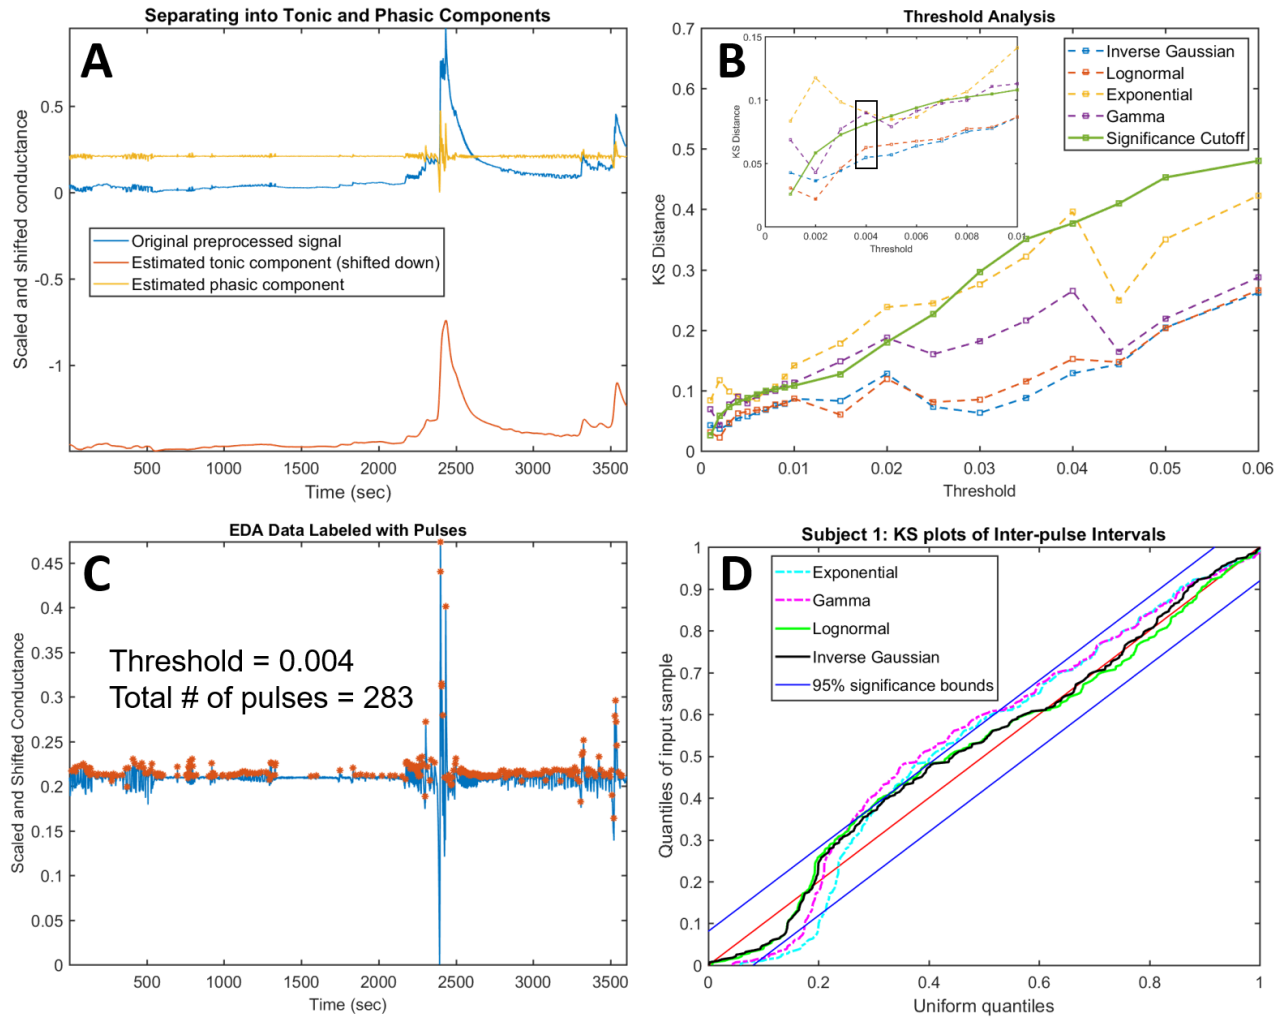 Separating into Tonic and Phasic Components
A
Scaled and shifted conductance
0.5
0
-0.5
-1
Original preprocessed signal
Estimated tonic component (shifted down)
Estimated phasic component
500 1000 1500 2000 2500 3000 3500
Time (sec)
Threshold Analysis
B
KS Distance
0.7
0.6
0.5
0.4
0.3
0.2
0.1
0
Inverse Gaussian
Lognormal
Exponential
Gamma
Significance Cutoff
KS Distance
0.15
0.1
0.05
0
0 0.002 0.004 0.006 0.008 0.01
Threshold
0 0.01 0.02 0.03 0.04 0.05 0.06
Threshold
EDA Data Labeled with Pulses
C
Scaled and Shifted Conductance
0.45
0.4
0.35
0.3
0.25
0.2
0.15
0.1
0.05
0
Threshold = 0.004
Total # of pulses = 283
500 1000 1500 2000 2500 3000 3500
Time (sec)
Subject 1: KS plots of Inter-pulse Intervals
D
Quantiles of input sample
1
0.9
0.8
0.7
0.6
0.5
0.4
0.3
0.2
0.1
0
Exponential
Gamma
Lognormal
Inverse Gaussian
95% significance bounds
0 0.2 0.4 0.6 0.8 1
Uniform quantiles